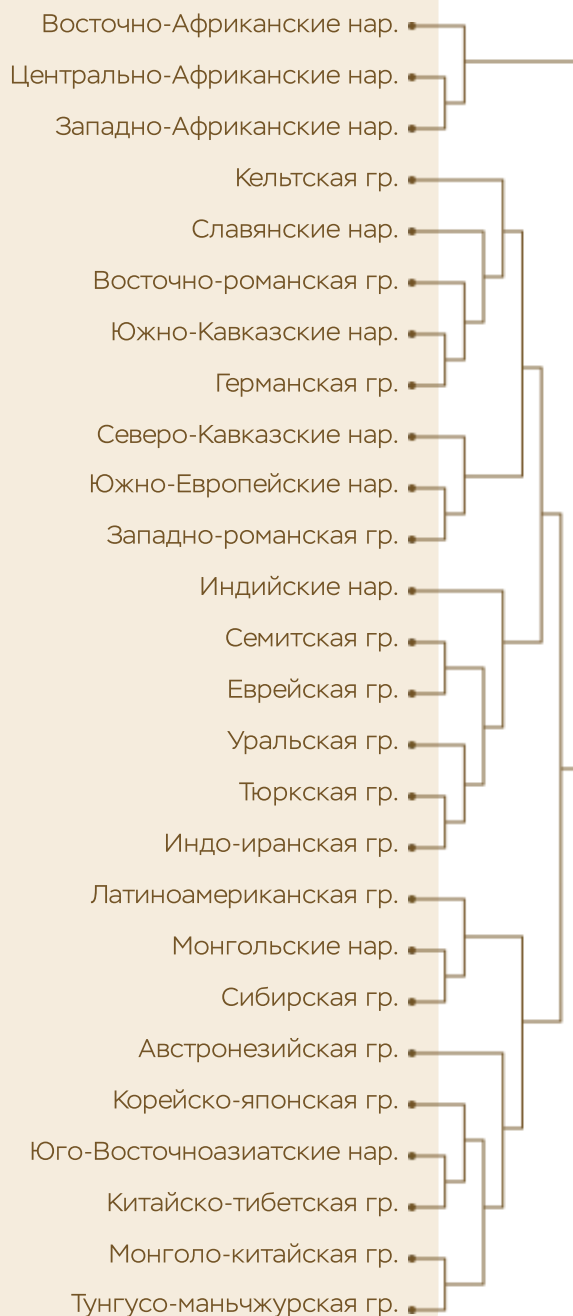 Восточно-Африканские нар.
Центрально-Африканские нар.
Западно-Африканские нар.
Кельтская гр.
Славянские нар.
Восточно-романская гр.
Южно-Кавказские нар.
Германская гр.
Северо-Кавказские нар.
Южно-Европейские нар.
Западно-романская гр.
Индийские нар.
Семитская гр.
Еврейская гр.
Уральская гр.
Тюркская гр.
Индо-иранская гр.
Латиноамериканская гр.
Монгольские нар.
Сибирская гр.
Австронезийская гр.
Корейско-японская гр.
Юго-Восточноазиатские нар.
Китайско-тибетская гр.
Монголо-китайская гр.
Тунгусо-маньчжурская гр.